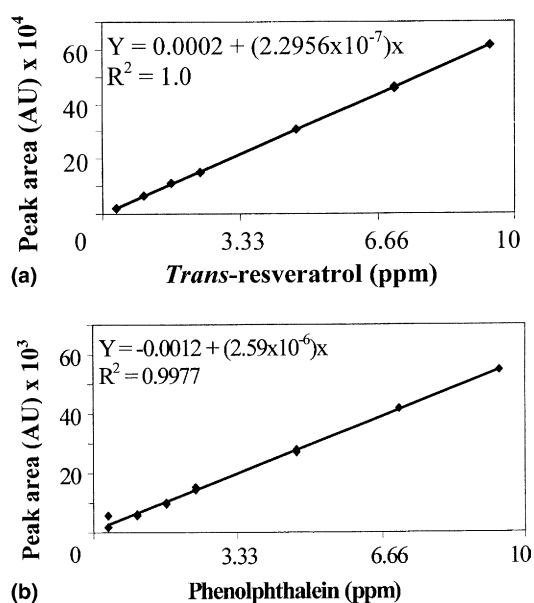 Y = 0.0002 + (2.2956x10⁻⁷)x
R² = 1.0
Peak area (AU) x 10⁴
60
40
20
0
3.33
6.66
10
Trans-resveratrol (ppm)
(a)
Y = -0.0012 + (2.59x10⁻⁶)x
R² = 0.9977
Peak area (AU) x 10³
60
40
20
0
3.33
6.66
10
Phenolphthalein (ppm)
(b)